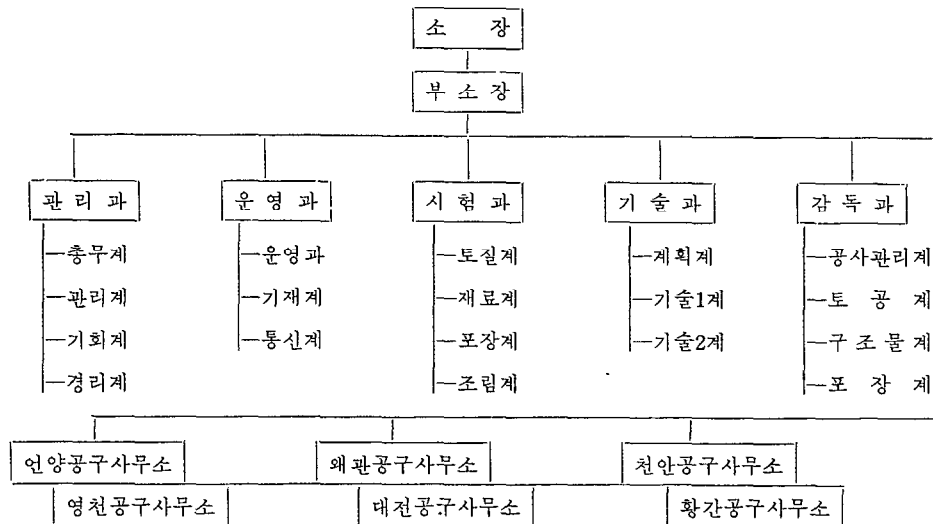 소 장
부 소 장
관 리 과 운 영 과 시 험 과 기 술 과 감 독 과
총무계 운영과 토질계 계획계 공사관리계
관리계 기재계 재료계 기술1계 토 공 계
기획계 통신계 포장계 기술2계 구 조 물 계
경리계 조림계 포 장 계
언양공구사무소 왜관공구사무소 천안공구사무소
영천공구사무소 대전공구사무소 황간공구사무소